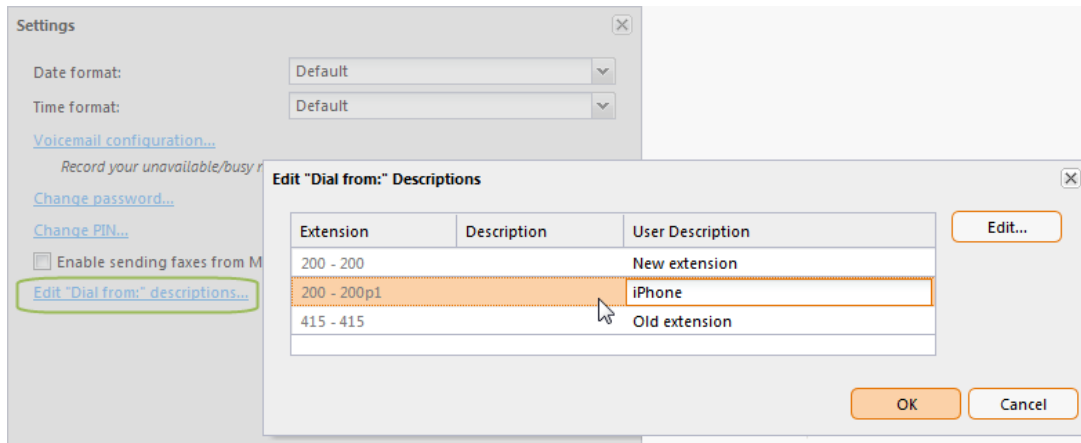 Settings
Date format: Default
Time format: Default
Voicemail configuration...
Record your unavailable/busy
Change password...
Change PIN...
Enable sending faxes from M
Edit "Dial from:" descriptions...
Edit "Dial from:" Descriptions
Extension Description User Description
200 - 200 New extension
200 - 200p1 iPhone
415 - 415 Old extension
Edit...
OK Cancel